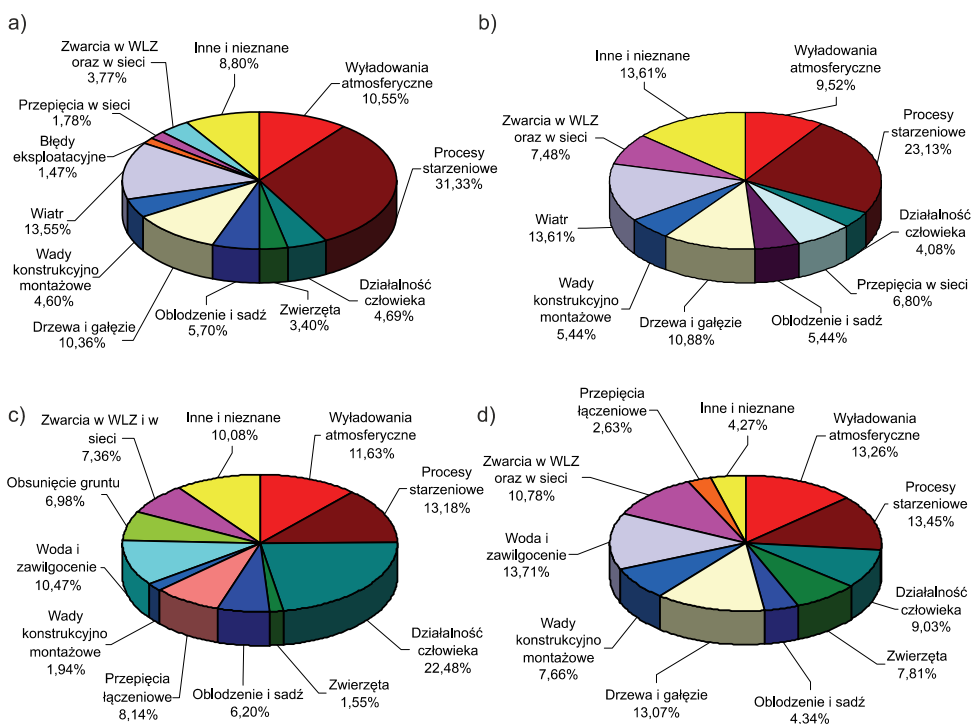 a)
Zwarcia w WLZ
oraz w sieci
3,77%
Inne i nieznane
8,80%
Wyładowania
atmosferyczne
10,55%
Przepięcia w sieci
1,78%
Błędy
eksploatacyjne
1,47%
Procesy
starzeniowe
31,33%
Wiatr
13,55%
Wady
konstrukcyjno
montażowe
4,60%
Drzewa i gałęzie
10,36%
Oblodzenie i sadź
5,70%
Zwierzęta
3,40%
Działalność
człowieka
4,69%
b)
Inne i nieznane
13,61%
Wyładowania
atmosferyczne
9,52%
Zwarcia w WLZ
oraz w sieci
7,48%
Procesy
starzeniowe
23,13%
Wiatr
13,61%
Działalność
człowieka
4,08%
Wady
konstrukcyjno
montażowe
5,44%
Przepięcia w sieci
6,80%
Drzewa i gałęzie
10,88%
Oblodzenie i sadź
5,44%
c)
Zwarcia w WLZ i w
sieci
7,36%
Inne i nieznane
10,08%
Wyładowania
atmosferyczne
11,63%
Obsunięcie gruntu
6,98%
Procesy
starzeniowe
13,18%
Woda i
zawilgocenie
10,47%
Wady
konstrukcyjno
montażowe
1,94%
Przepięcia
łączeniowe
8,14%
Oblodzenie i sadź
6,20%
Zwierzęta
1,55%
Działalność
człowieka
22,48%
d)
Przepięcia
łączeniowe
2,63%
Inne i nieznane
4,27%
Wyładowania
atmosferyczne
13,26%
Zwarcia w WLZ
oraz w sieci
10,78%
Procesy
starzeniowe
13,45%
Woda i
zawilgocenie
13,71%
Działalność
człowieka
9,03%
Wady
konstrukcyjno
montażowe
7,66%
Zwierzęta
7,81%
Drzewa i gałęzie
13,07%
Oblodzenie i sadź
4,34%